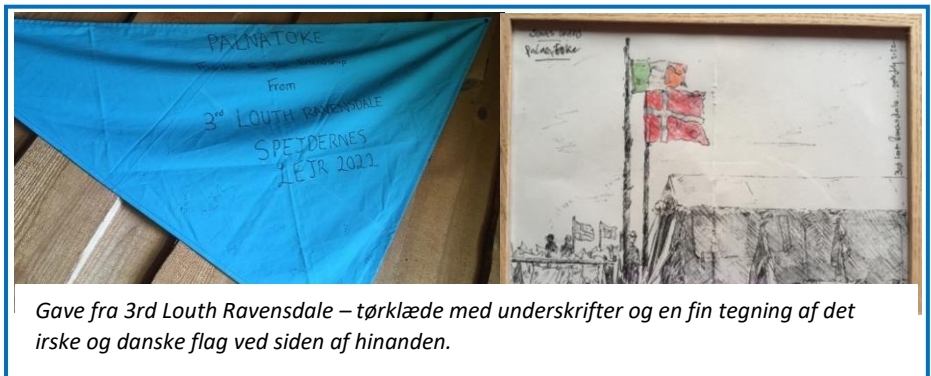 PALNATOKE
From
3rd LOUTH RAVENSDALE
SPEJDERNES
LEJR 2022
Palnatoke
Gave fra 3rd Louth Ravensdale – tørklæde med underskrifter og en fin tegning af det
irske og danske flag ved siden af hinanden.